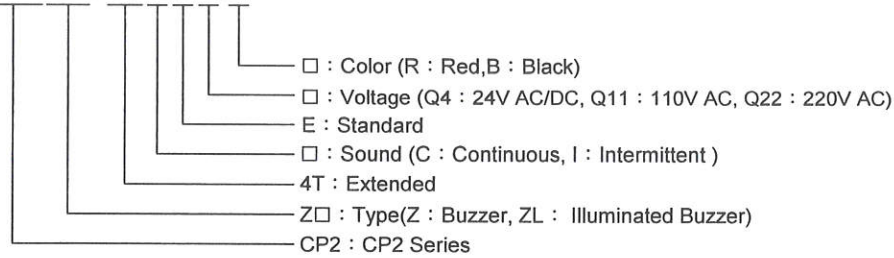 □：Color (R：Red,B：Black)
□：Voltage (Q4：24V AC/DC, Q11：110V AC, Q22：220V AC)
E：Standard
□：Sound (C：Continuous, I：Intermittent )
4T：Extended
Z□：Type(Z：Buzzer, ZL： Illuminated Buzzer)
CP2：CP2 Series